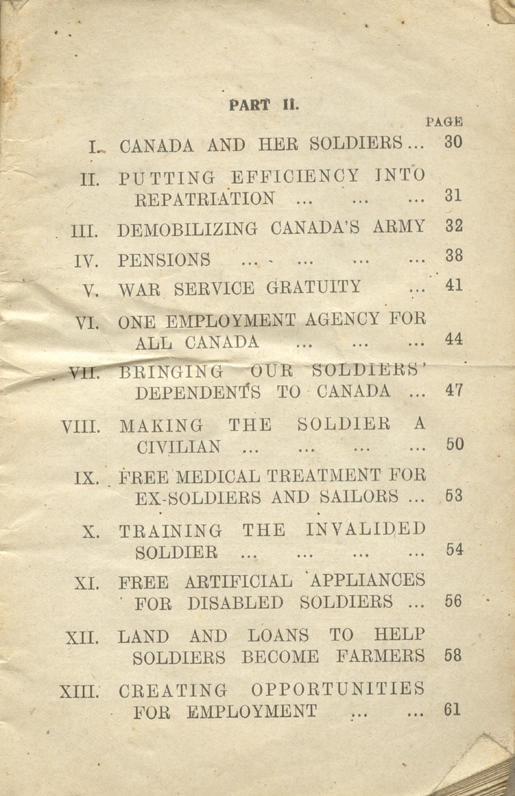 PART II.
PAGE
I. CANADA AND HER SOLDIERS ... 30
II. PUTTING EFFICIENCY INTO
REPATRIATION ... ... ... 31
III. DEMOBILIZING CANADA'S ARMY 32
IV. PENSIONS ... ... ... ... 38
V. WAR SERVICE GRATUITY ... 41
VI. ONE EMPLOYMENT AGENCY FOR
ALL CANADA ... ... ... 44
VII. BRINGING OUR SOLDIERS'
DEPENDENTS TO CANADA ... 47
VIII. MAKING THE SOLDIER A
CIVILIAN ... ... ... ... 50
IX. FREE MEDICAL TREATMENT FOR
EX-SOLDIERS AND SAILORS ... 53
X. TRAINING THE INVALIDED
SOLDIER ... ... ... ... 54
XI. FREE ARTIFICIAL APPLIANCES
FOR DISABLED SOLDIERS ... 56
XII. LAND AND LOANS TO HELP
SOLDIERS BECOME FARMERS 58
XIII. CREATING OPPORTUNITIES
FOR EMPLOYMENT ... ... 61